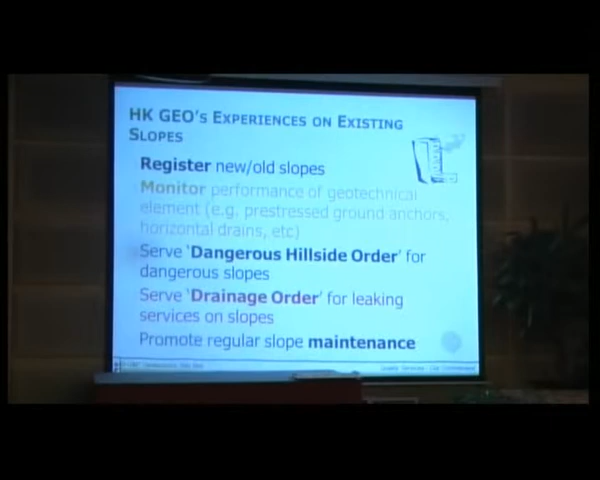 HK GEO's Experiences on Existing
Slopes
Register new/old slopes
Monitor performance of geotechnical
element (e.g. prestressed ground anchors,
horizontal drains, etc)
Serve 'Dangerous Hillside Order' for
dangerous slopes
Serve 'Drainage Order' for leaking
services on slopes
Promote regular slope maintenance